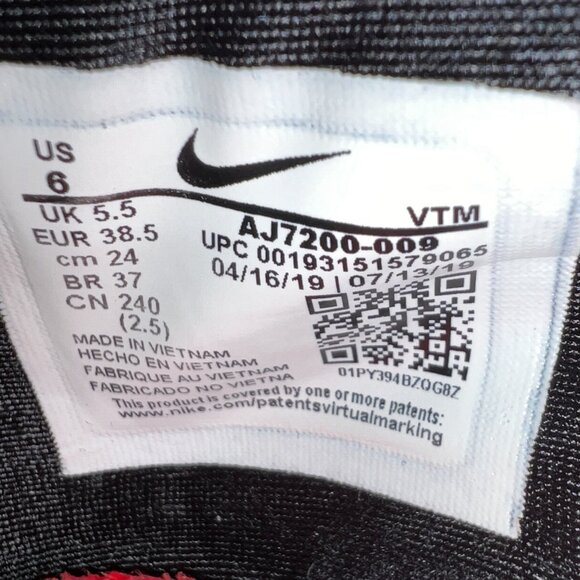 US
6
UK 5.5
EUR 38.5
cm 24
BR 37
CN 240
(2.5)
VTM
AJ7200-009
UPC 00193151579065
04/16/19 | 07/13/19
01PY394BZQG8Z
MADE IN VIETNAM
HECHO EN VIETNAM
FABRIQUE AU VIETNAM
FABRICADO NO VIETNA
This product is covered by one or more patents:
www.nike.com/patentsvirtualmarking